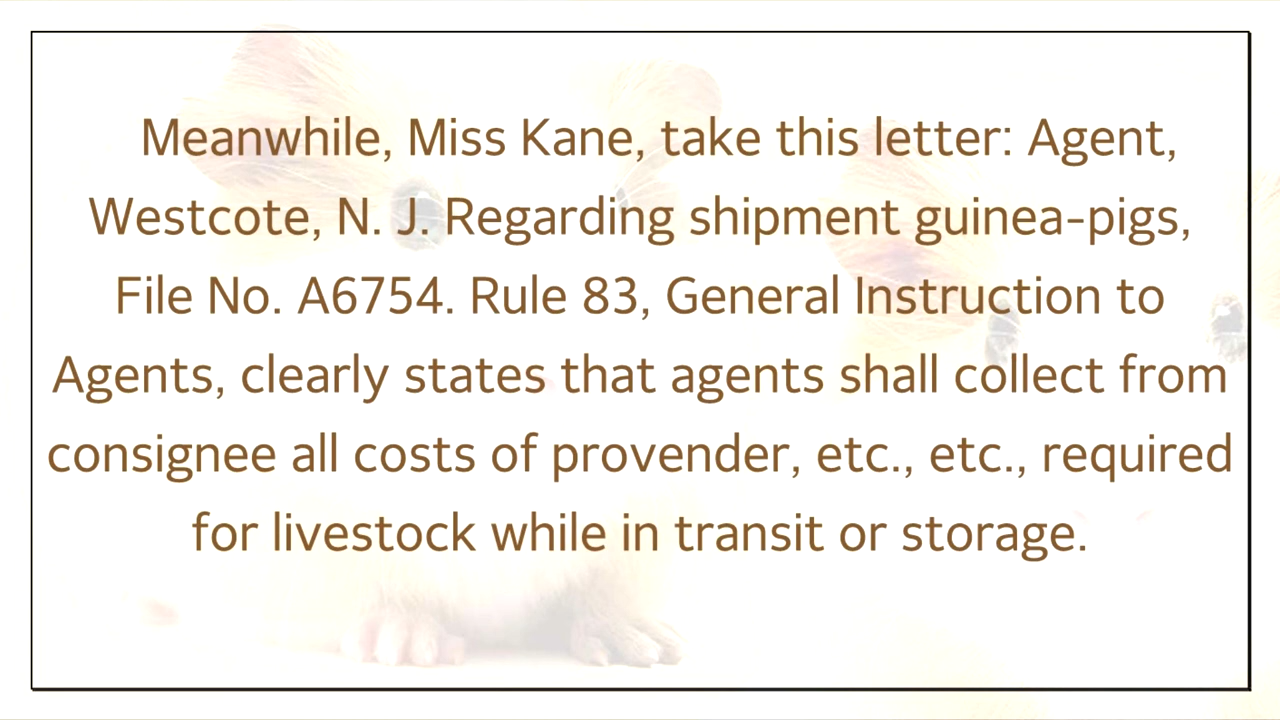 Meanwhile, Miss Kane, take this letter: Agent,
Westcote, N. J. Regarding shipment guinea-pigs,
File No. A6754. Rule 83, General Instruction to
Agents, clearly states that agents shall collect from
consignee all costs of provender, etc., etc., required
for livestock while in transit or storage.